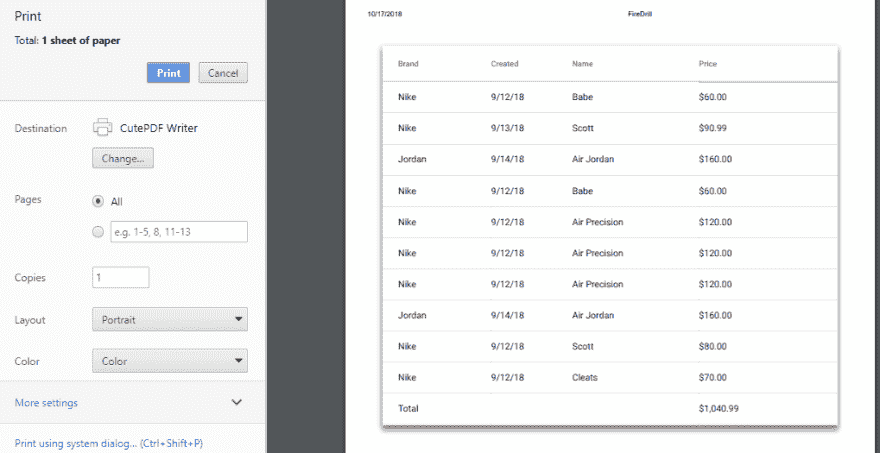 Print
Total: 1 sheet of paper
Print Cancel
Destination CutePDF Writer
Change...
Pages All
e.g. 1-5, 8, 11-13
Copies 1
Layout Portrait
Color Color
More settings
Print using system dialog... (Ctrl+Shift+P)
10/17/2018 FireDrill
Brand Created Name Price
Nike 9/12/18 Babe $60.00
Nike 9/13/18 Scott $90.99
Jordan 9/14/18 Air Jordan $160.00
Nike 9/12/18 Babe $60.00
Nike 9/12/18 Air Precision $120.00
Nike 9/12/18 Air Precision $120.00
Nike 9/12/18 Air Precision $120.00
Jordan 9/14/18 Air Jordan $160.00
Nike 9/12/18 Scott $80.00
Nike 9/12/18 Cleats $70.00
Total $1,040.99